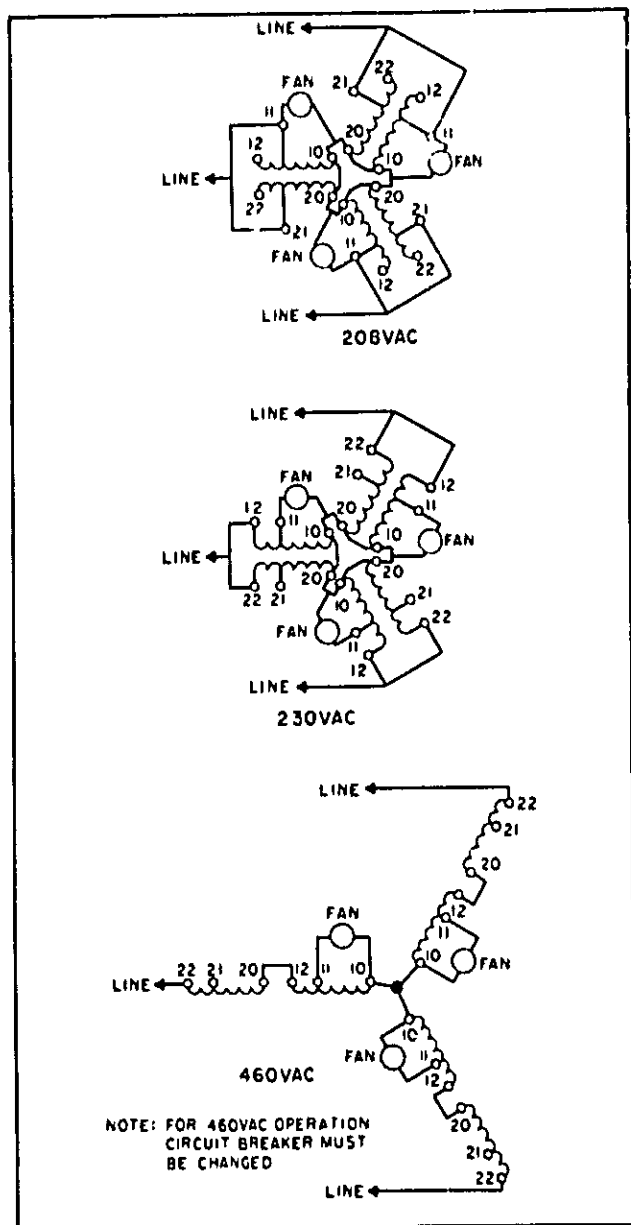 LINE
22
21
12
FAN
11
20
11
12
10
10
FAN
LINE
20
20
22
10
21
21
11
22
FAN
12
LINE
208VAC
LINE
22
21
12
FAN
20
11
12
11
10
10
FAN
LINE
20
20
22
21
10
21
22
FAN
11
12
LINE
230VAC
LINE
22
21
20
12
FAN
11
22
21
20
12
11
10
10
FAN
LINE
10
11
FAN
12
460VAC
20
NOTE: FOR 460VAC OPERATION
CIRCUIT BREAKER MUST
BE CHANGED
21
22
LINE